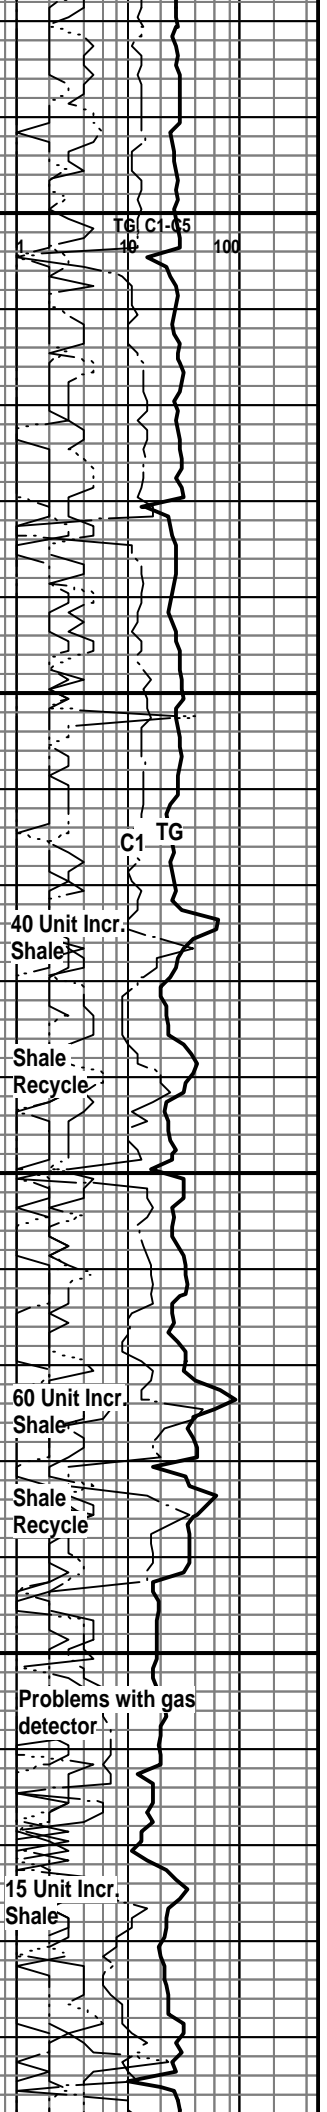 TG, C1-C5
1 10 100
C1 TG
40 Unit Incr.
Shale
Shale
Recycle
60 Unit Incr.
Shale
Shale
Recycle
Problems with gas
detector
15 Unit Incr.
Shale